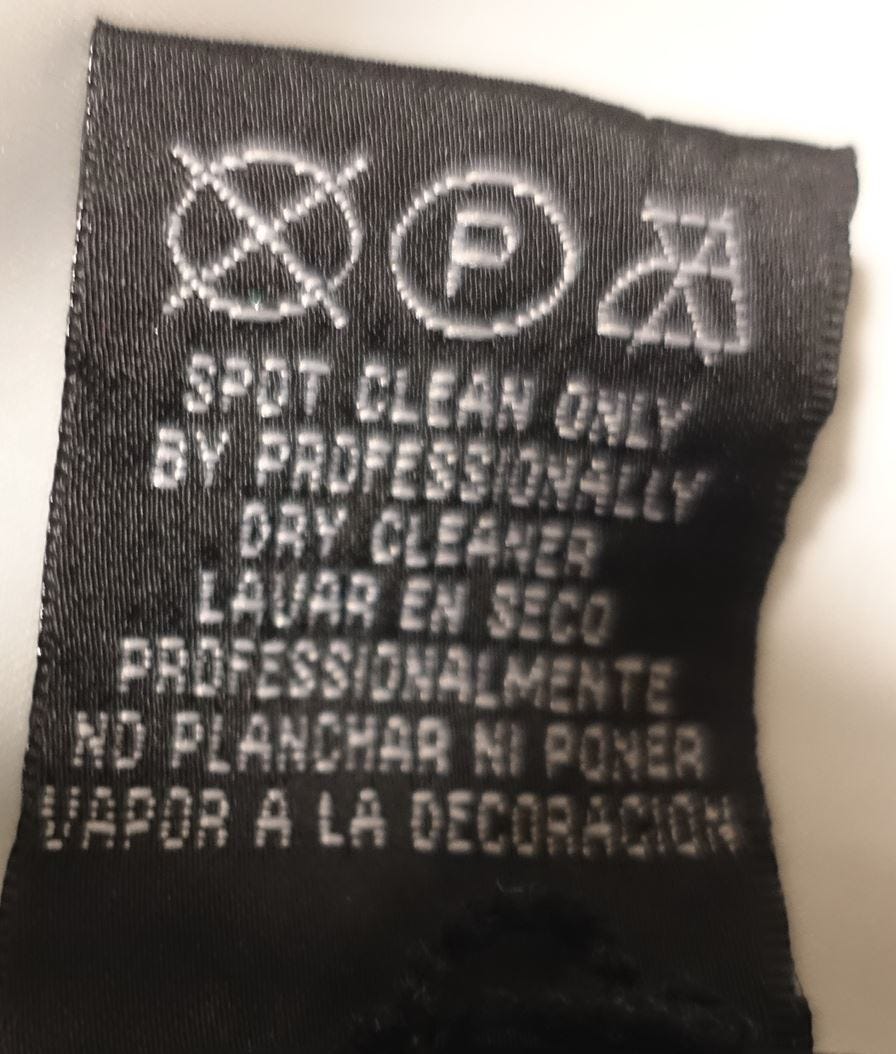 P
SPOT CLEAN ONLY
BY PROFESSIONALLY
DRY CLEANER
LAVAR EN SECO
PROFESSIONALMENTE
NO PLANCHAR NI PONER
VAPOR A LA DECORACION